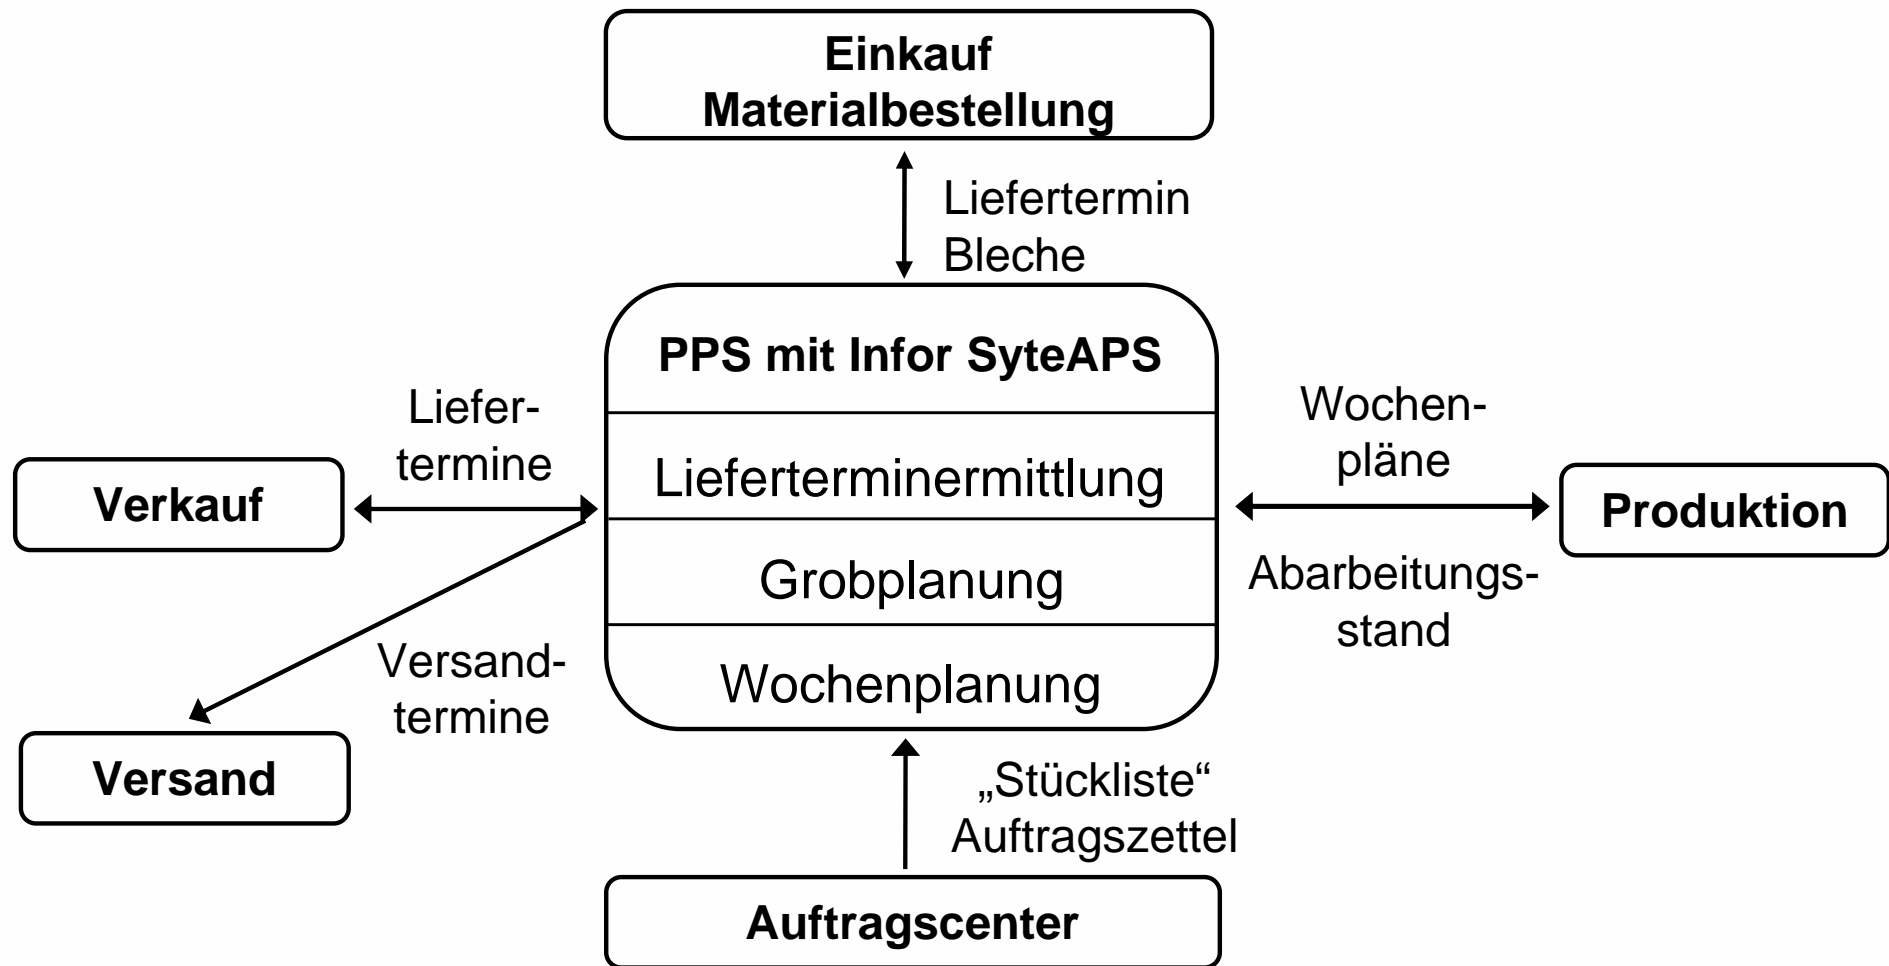 Einkauf
Materialbestellung
Liefertermin
Bleche
PPS mit Infor SyteAPS
Lieferterminermittlung
Grobplanung
Wochenplanung
Liefer-
termine
Verkauf
Versand-
termine
Versand
Wochen-
pläne
Produktion
Abarbeitungs-
stand
„Stückliste“
Auftragszettel
Auftragscenter